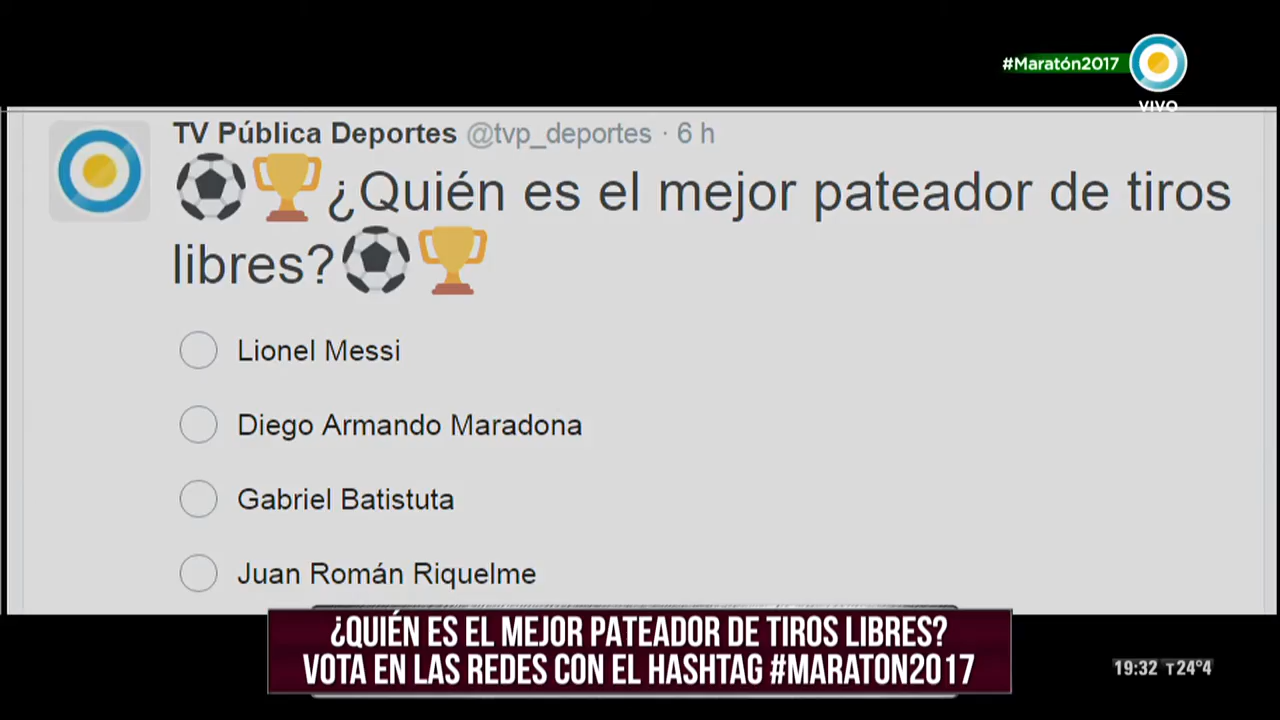 #Maratón2017
VIVO
TV Pública Deportes @tvp_deportes · 6 h
¿Quién es el mejor pateador de tiros
libres?
Lionel Messi
Diego Armando Maradona
Gabriel Batistuta
Juan Román Riquelme
¿QUIÉN ES EL MEJOR PATEADOR DE TIROS LIBRES?
VOTA EN LAS REDES CON EL HASHTAG #MARATON2017
19:32 T24°4